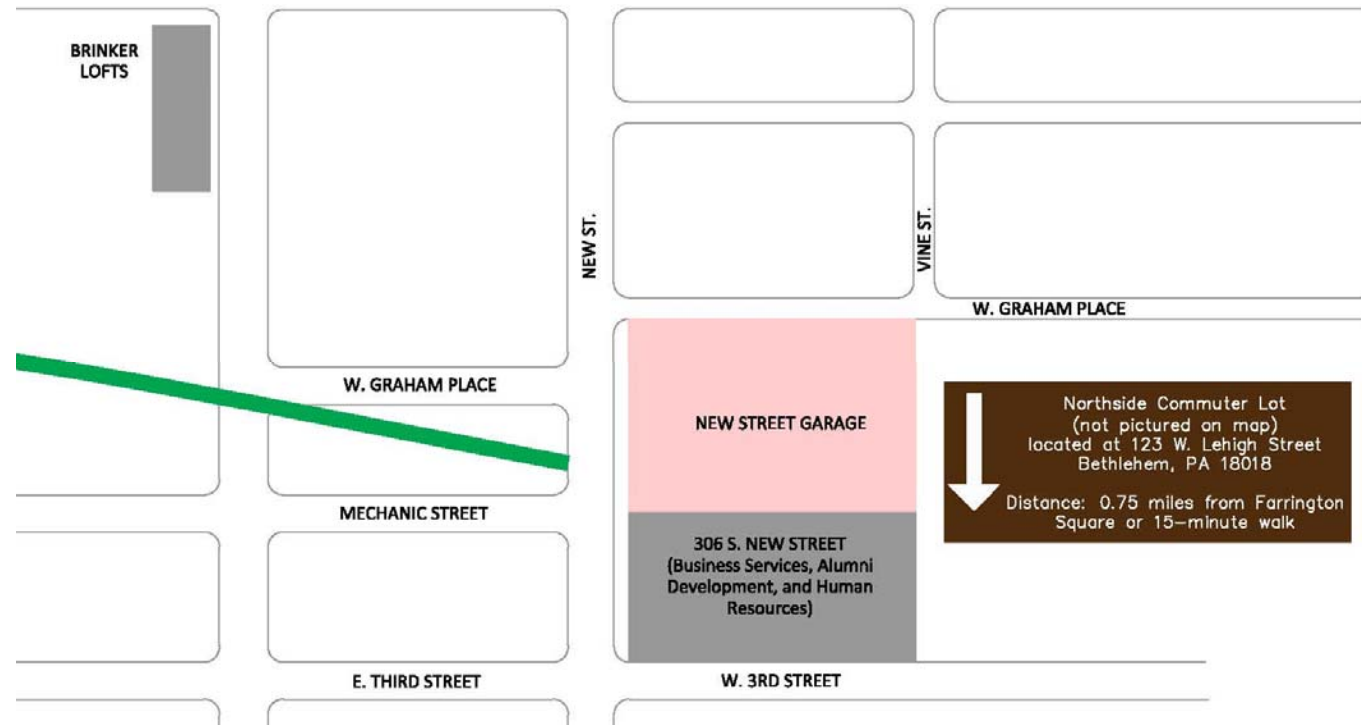 BRINKER
LOFTS
NEW ST.
VINE ST.
W. GRAHAM PLACE
W. GRAHAM PLACE
NEW STREET GARAGE
Northside Commuter Lot
(not pictured on map)
located at 123 W. Lehigh Street
Bethlehem, PA 18018
Distance: 0.75 miles from Farrington
Square or 15-minute walk
MECHANIC STREET
306 S. NEW STREET
(Business Services, Alumni
Development, and Human
Resources)
E. THIRD STREET
W. 3RD STREET